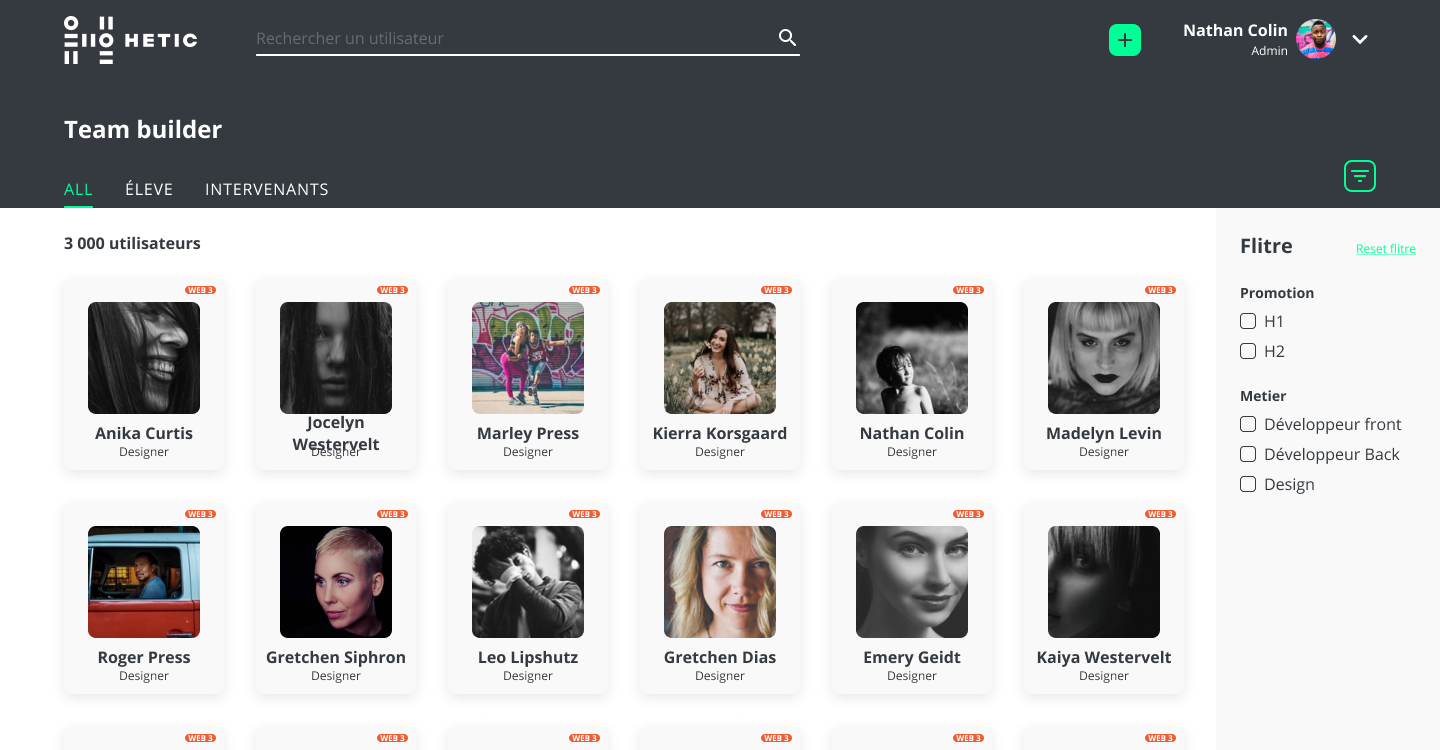 HETIC
Rechercher un utilisateur
Nathan Colin
Admin
Team builder
ALL ÉLEVE INTERVENANTS
3 000 utilisateurs
WEB 3 WEB 3 WEB 3 WEB 3 WEB 3 WEB 3
Anika Curtis
Designer
Jocelyn
Westervelt
Designer
Marley Press
Designer
Kierra Korsgaard
Designer
Nathan Colin
Designer
Madelyn Levin
Designer
WEB 3 WEB 3 WEB 3 WEB 3 WEB 3 WEB 3
Roger Press
Designer
Gretchen Siphron
Designer
Leo Lipshutz
Designer
Gretchen Dias
Designer
Emery Geidt
Designer
Kaiya Westervelt
Designer
WEB 3 WEB 3 WEB 3 WEB 3 WEB 3 WEB 3
Flitre
Reset flitre
Promotion
H1
H2
Metier
Développeur front
Développeur Back
Design